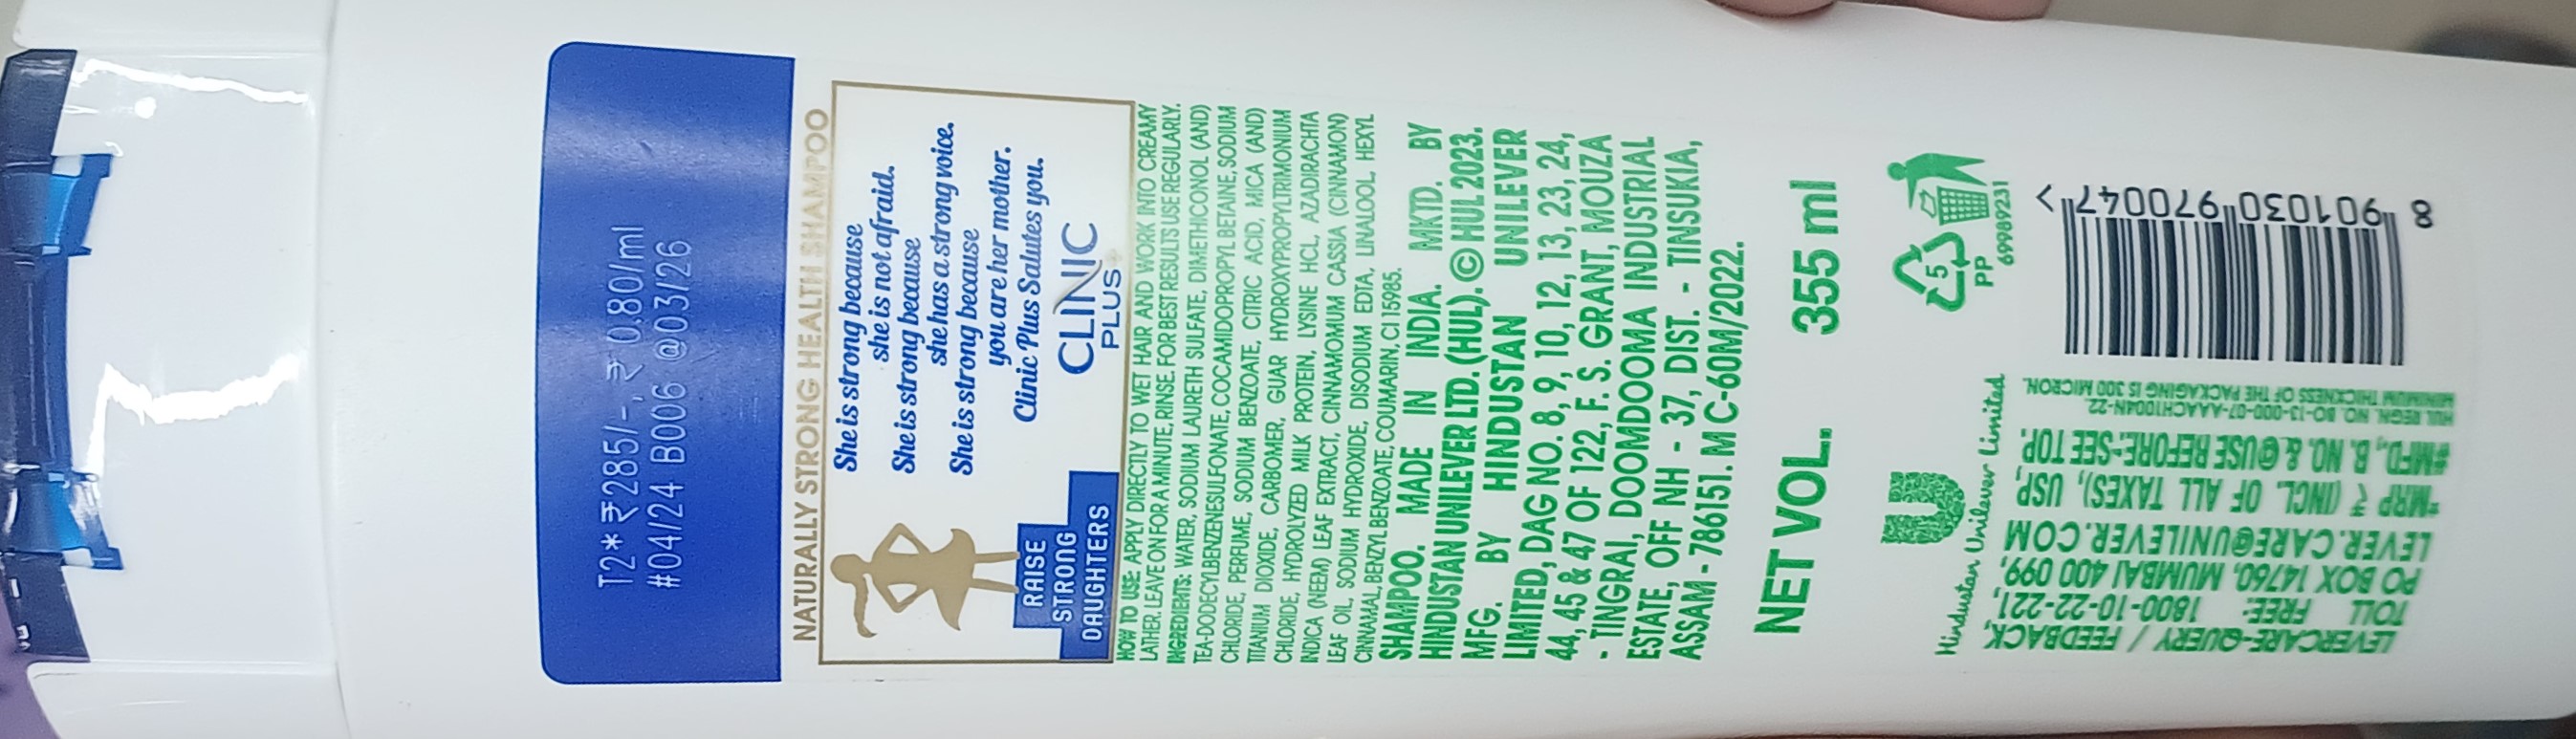 T2*₹285/-,₹ 0.80/ml
#04/24 B006 @03/26
NATURALLY STRONG HEALTH SHAMPOO
She is strong because
she is not afraid.
She is strong because
she has a strong voice.
She is strong because
you are her mother.
Clinic Plus Salutes you.
CLINIC
PLUS+
RAISE
STRONG
DAUGHTERS
HOW TO USE: APPLY DIRECTLY TO WET HAIR AND WORK INTO CREAMY
LATHER, LEAVE ON FOR A MINUTE, RINSE. FOR BEST RESULTS USE REGULARLY.
INGREDIENTS: WATER, SODIUM LAURETH SULFATE, DIMETHICONOL (AND)
TEA-DODECYLBENZENESULFONATE, COCAMIDOPROPYL BETAINE, SODIUM
CHLORIDE, PERFUME, SODIUM BENZOATE, CITRIC ACID, MICA (AND)
TITANIUM DIOXIDE, CARBOMER, GUAR HYDROXYPROPYLTRIMONIUM
CHLORIDE, HYDROLYZED MILK PROTEIN, LYSINE HCL, AZADIRACHTA
INDICA (NEEM) LEAF EXTRACT, CINNAMOMUM CASSIA (CINNAMON)
LEAF OIL, SODIUM HYDROXIDE, DISODIUM EDTA, LINALOOL, HEXYL
CINNAMAL, BENZYL BENZOATE, COUMARIN, CI 15985.
SHAMPOO. MADE IN INDIA. MKTD. BY
HINDUSTAN UNILEVER LTD. (HUL). © HUL 2023.
MFG. BY HINDUSTAN UNILEVER
LIMITED, DAG NO. 8, 9, 10, 12, 13, 23, 24,
44, 45 & 47 OF 122, F. S. GRANT, MOUZA
- TINGRAI, DOOMDOOMA INDUSTRIAL
ESTATE, OFF NH - 37, DIST. - TINSUKIA,
ASSAM - 786151. M C-60M/2022.
NET VOL. 355 ml
5
PP
69989231
Hindustan Unilever Limited
8 901030 970047 >
LEVERCARE-QUERY / FEEDBACK.
TOLL FREE: 1800-10-22-221,
PO BOX 14760, MUMBAI 400 099,
LEVER.CARE@UNILEVER.COM
*MRP ₹ (INCL. OF ALL TAXES), USP,
#MFD., B. NO. & @USE BEFORE: SEE TOP.
HUL REGN. NO. BO-13-000-07-AAACH1004N-22.
MINIMUM THICKNESS OF THE PACKAGING IS 300 MICRON.